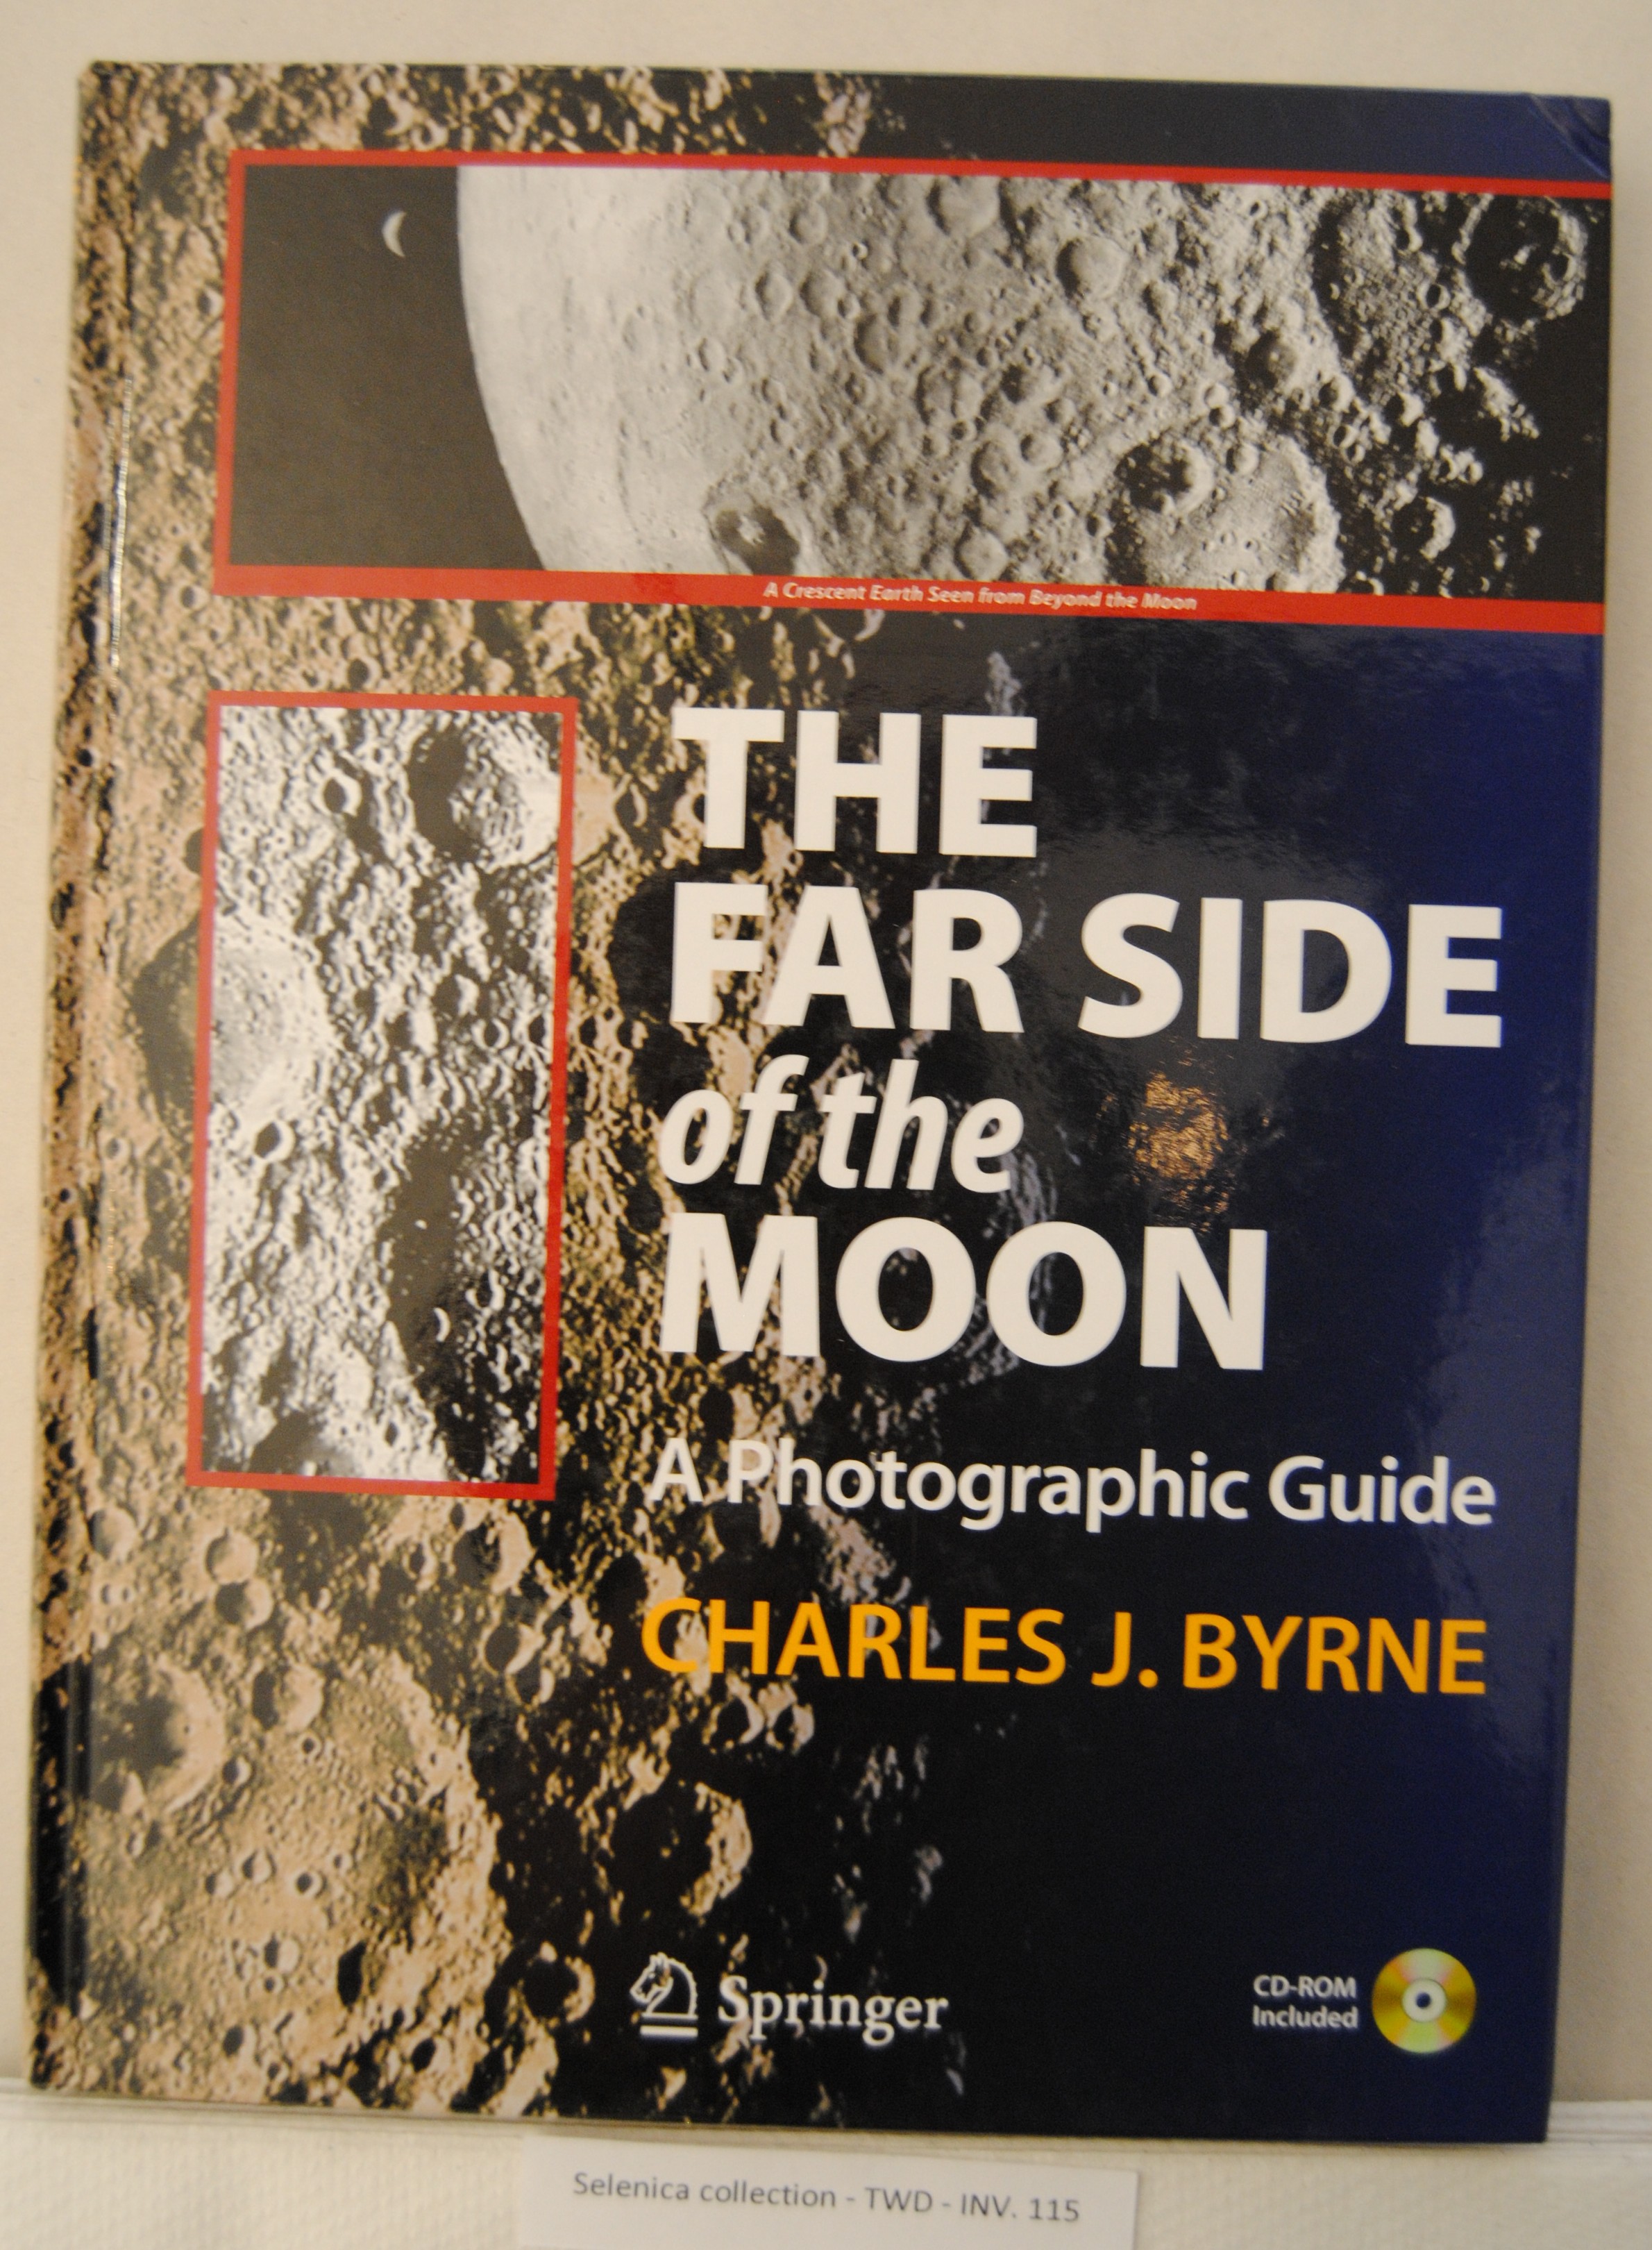 A Crescent Earth Seen from Beyond the Moon
THE
FAR SIDE
of the
MOON
A Photographic Guide
CHARLES J. BYRNE
Springer
CD-ROM
Included
Selenica collection - TWD - INV. 115